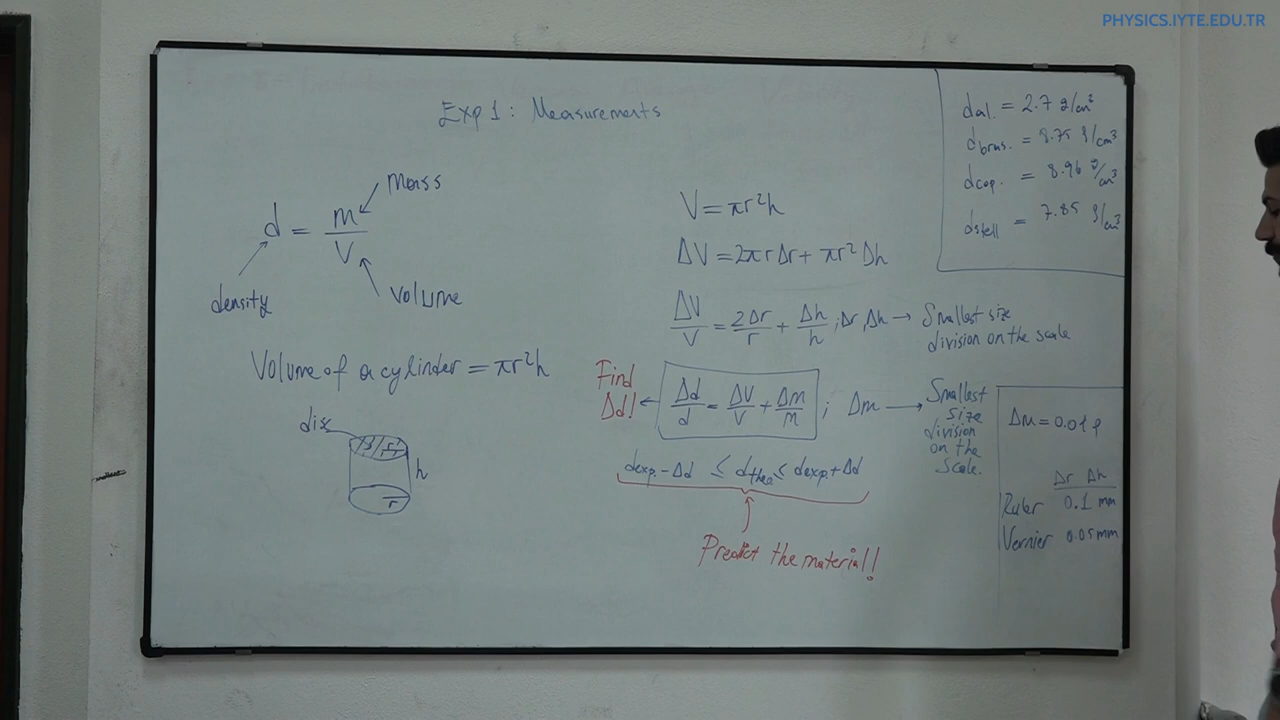 PHYSICS.IYTE.EDU.TR
Exp 1: Measurements
d = m/V
mass
density
volume
Volume of a cylinder = πr²h
disc
h
r
V = πr²h
ΔV = 2πrΔr + πr²Δh
ΔV/V = 2Δr/r + Δh/h ; Δr, Δh → Smallest size
division on the scale
Find
Δd!
← Δd/d = ΔV/V + Δm/m ; Δm → Smallest
size
division
on the
scale.
dexp. - Δd ≤ dtheo ≤ dexp. + Δd
Predict the material!
dal. = 2.7 g/cm³
dbras. = 8.75 g/cm³
dcop. = 8.96 g/cm³
dstell = 7.85 g/cm³
Δm = 0.01 g
Δr Δh
Ruler 0.1 mm
Vernier 0.05 mm